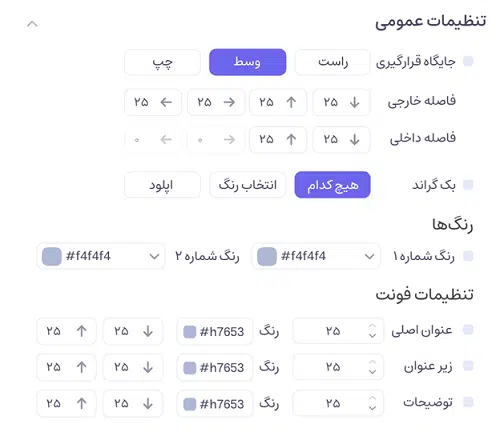 تنظیمات عمومی
جایگاه قرارگیری راست وسط چپ
فاصله خارجی ۲۵ ۲۵ ۲۵ ۲۵
فاصله داخلی ۲۵ ۲۵ ۰ ۰
بک گراند هیچ کدام انتخاب رنگ اپلود
رنگ‌ها
رنگ شماره ۱ #f4f4f4 رنگ شماره ۲ #f4f4f4
تنظیمات فونت
عنوان اصلی ۲۵ رنگ #h7653 ۲۵ ۲۵
زیر عنوان ۲۵ رنگ #h7653 ۲۵ ۲۵
توضیحات ۲۵ رنگ #h7653 ۲۵ ۲۵